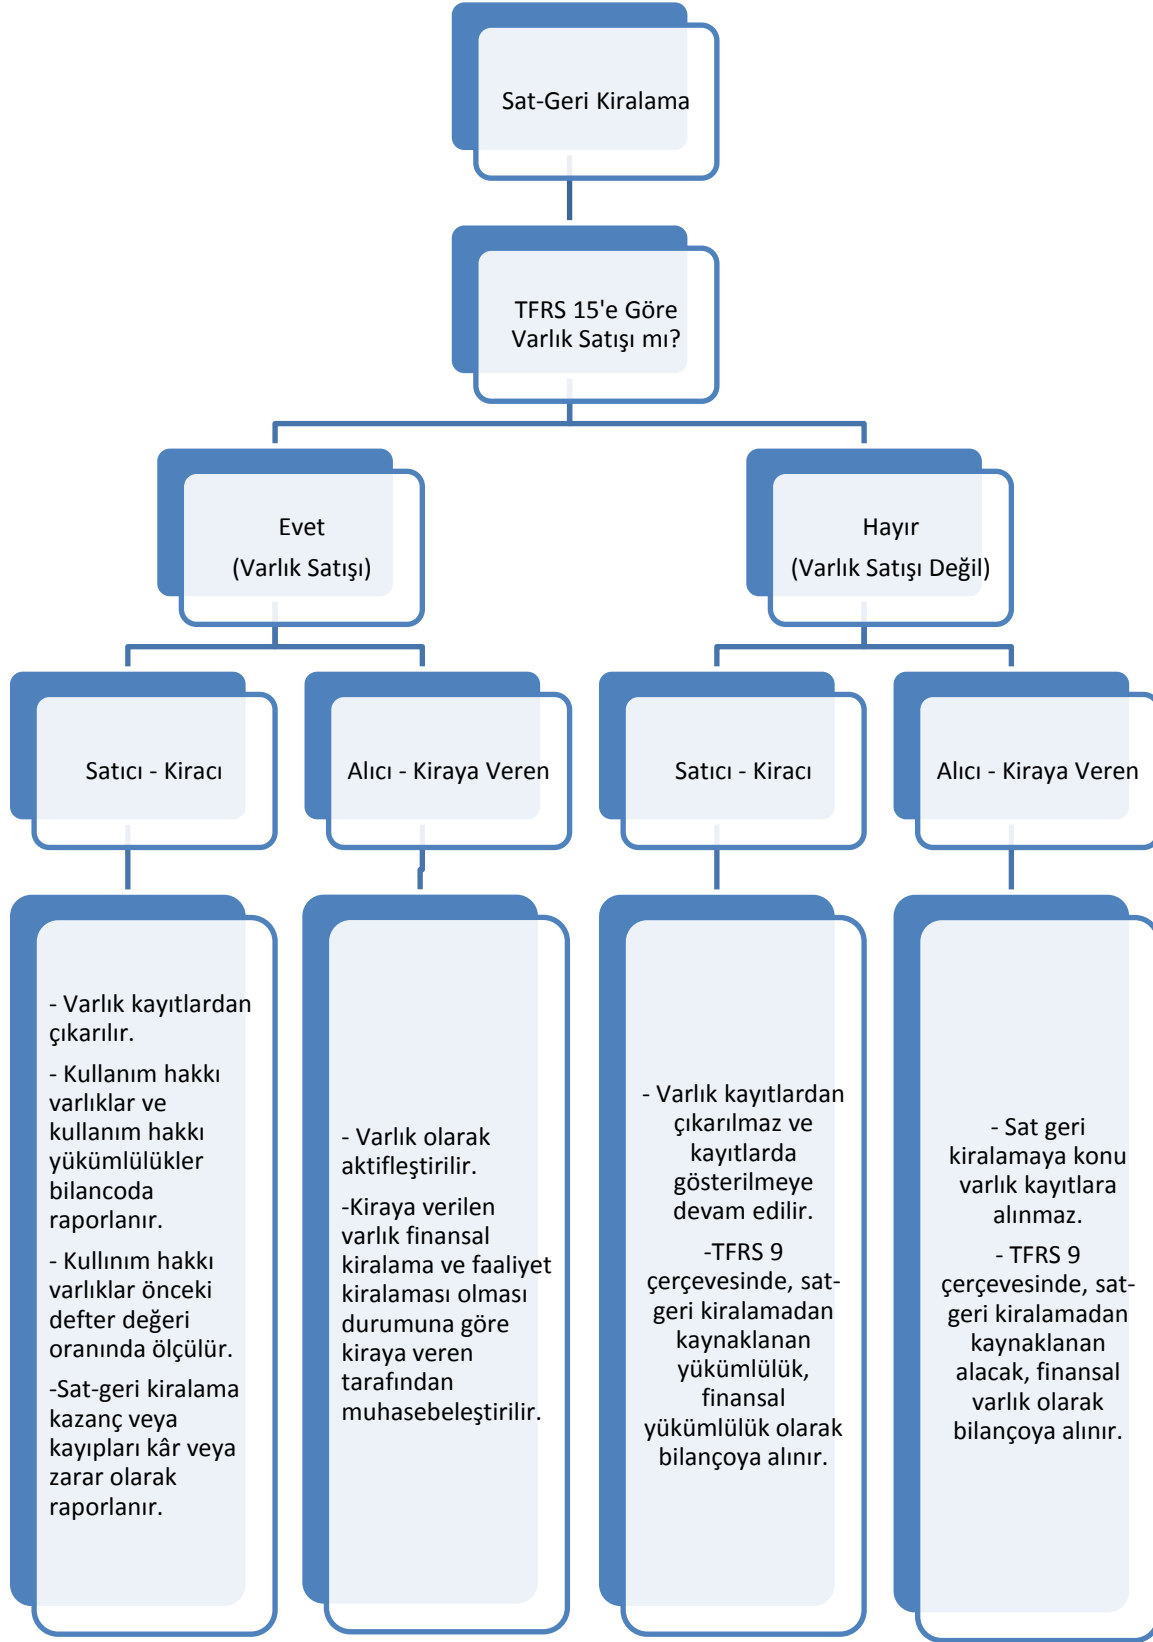 Sat-Geri Kiralama
TFRS 15'e Göre
Varlık Satışı mı?
Evet
(Varlık Satışı)
Hayır
(Varlık Satışı Değil)
Satıcı - Kiracı
Alıcı - Kiraya Veren
Satıcı - Kiracı
Alıcı - Kiraya Veren
- Varlık kayıtlardan
çıkarılır.
- Kullanım hakkı
varlıklar ve
kullanım hakkı
yükümlülükler
bilancoda
raporlanır.
- Kullınım hakkı
varlıklar önceki
defter değeri
oranında ölçülür.
-Sat-geri kiralama
kazanç veya
kayıpları kâr veya
zarar olarak
raporlanır.
- Varlık olarak
aktifleştirilir.
-Kiraya verilen
varlık finansal
kiralama ve faaliyet
kiralaması olması
durumuna göre
kiraya veren
tarafından
muhasebeleştirilir.
- Varlık kayıtlardan
çıkarılmaz ve
kayıtlarda
gösterilmeye
devam edilir.
-TFRS 9
çerçevesinde, sat-
geri kiralamadan
kaynaklanan
yükümlülük,
finansal
yükümlülük olarak
bilançoya alınır.
- Sat geri
kiralamaya konu
varlık kayıtlara
alınmaz.
- TFRS 9
çerçevesinde, sat-
geri kiralamadan
kaynaklanan
alacak, finansal
varlık olarak
bilançoya alınır.